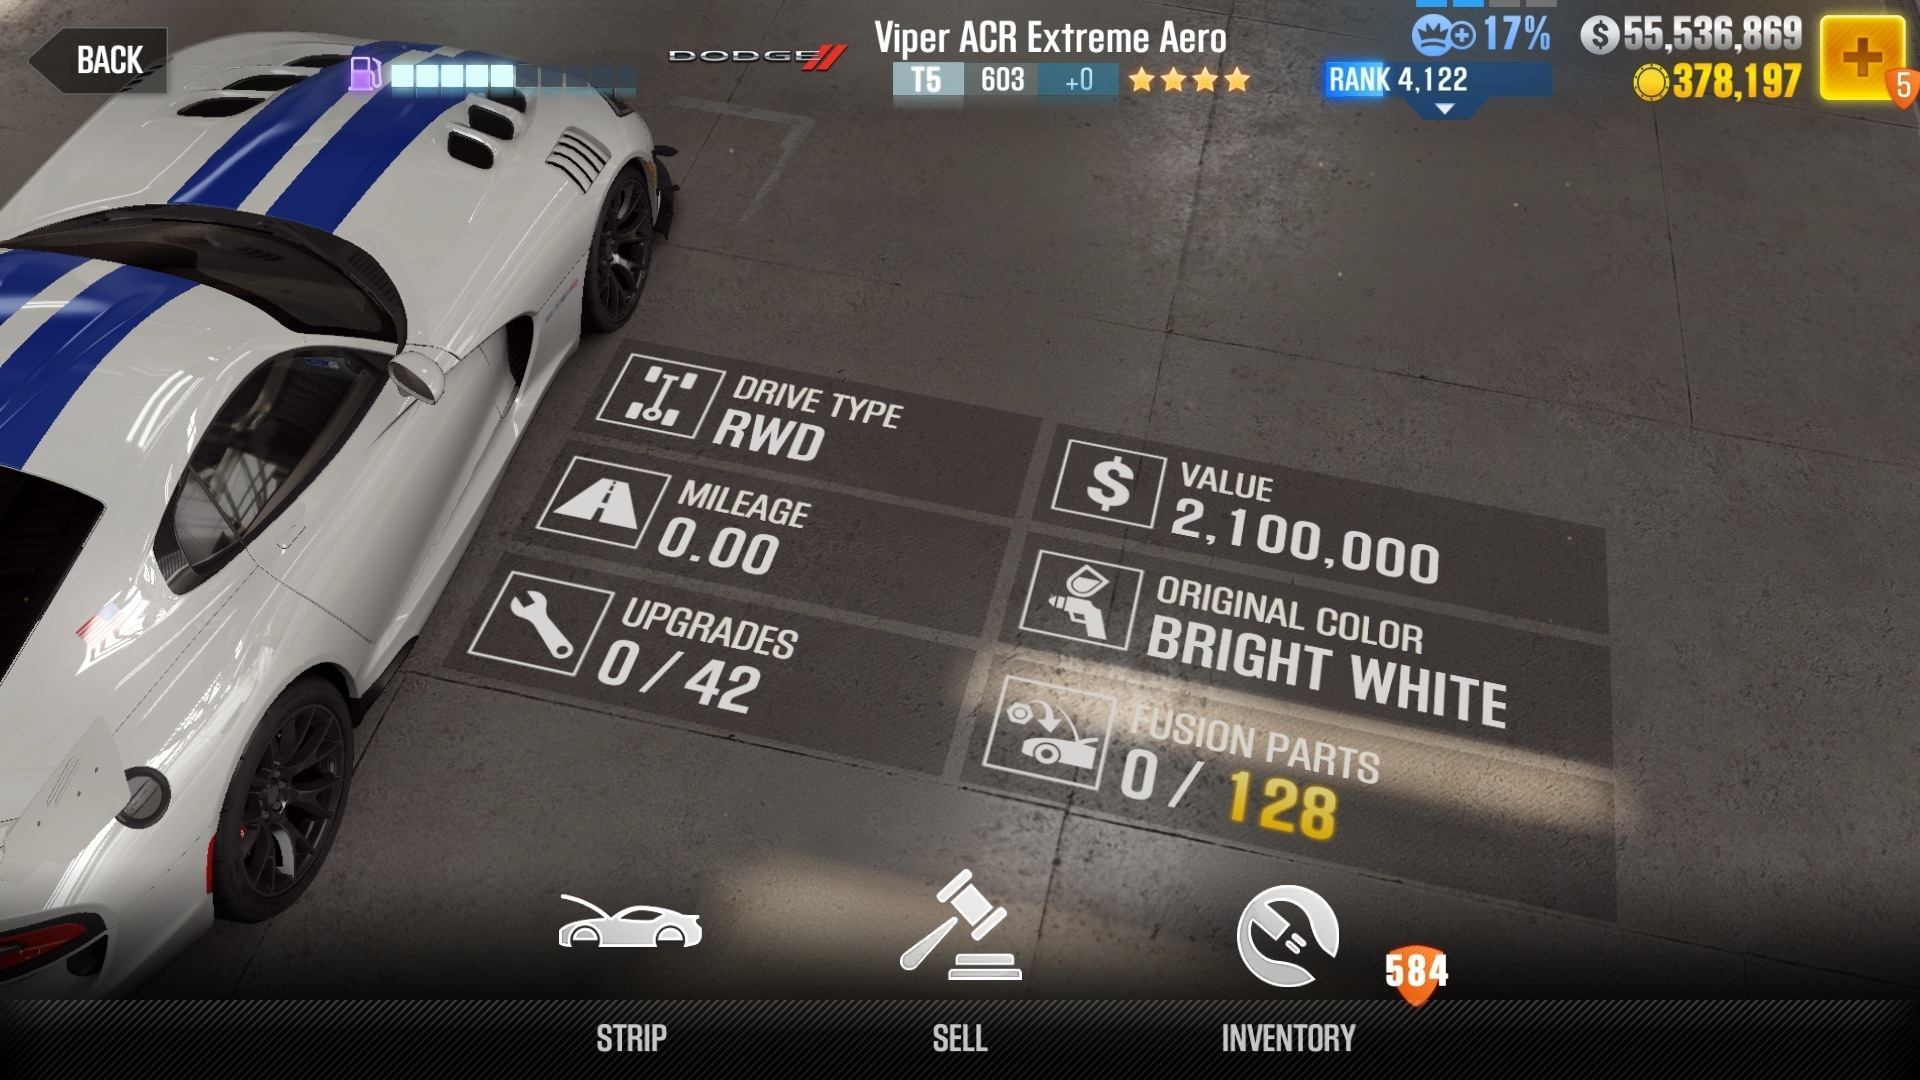 BACK
DODGE
Viper ACR Extreme Aero
T5 603 +0
17%
RANK 4,122
$ 55,536,869
378,197
5
DRIVE TYPE
RWD
MILEAGE
0.00
UPGRADES
0 / 42
$ VALUE
2,100,000
ORIGINAL COLOR
BRIGHT WHITE
FUSION PARTS
0 / 128
584
STRIP
SELL
INVENTORY